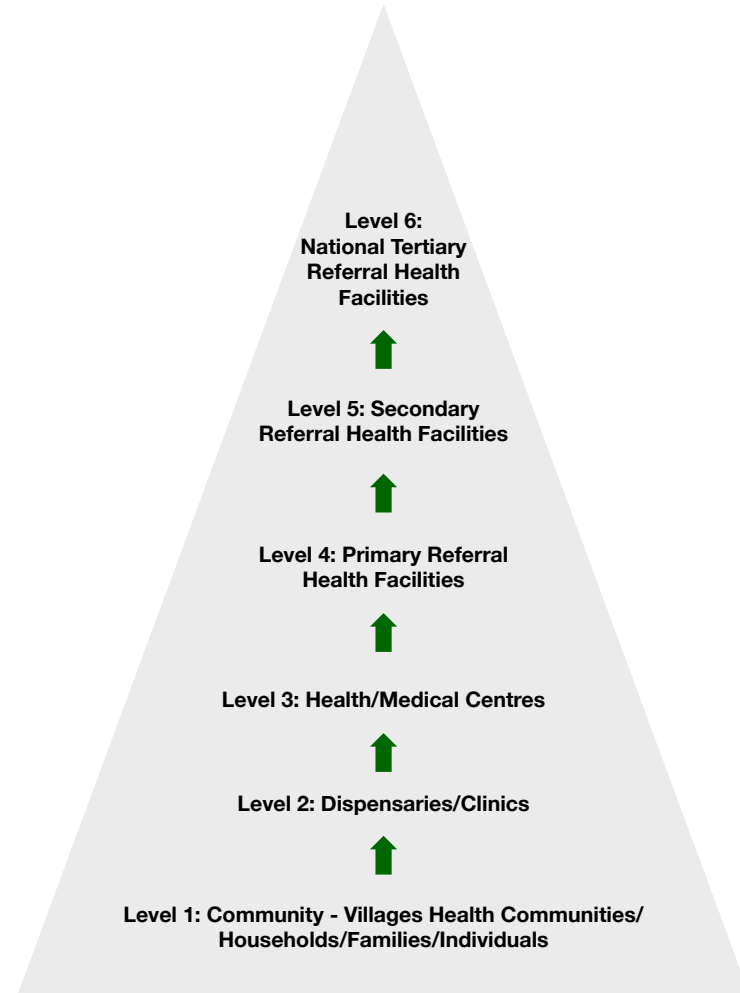 Level 6:
National Tertiary
Referral Health
Facilities
Level 5: Secondary
Referral Health Facilities
Level 4: Primary Referral
Health Facilities
Level 3: Health/Medical Centres
Level 2: Dispensaries/Clinics
Level 1: Community - Villages Health Communities/
Households/Families/Individuals